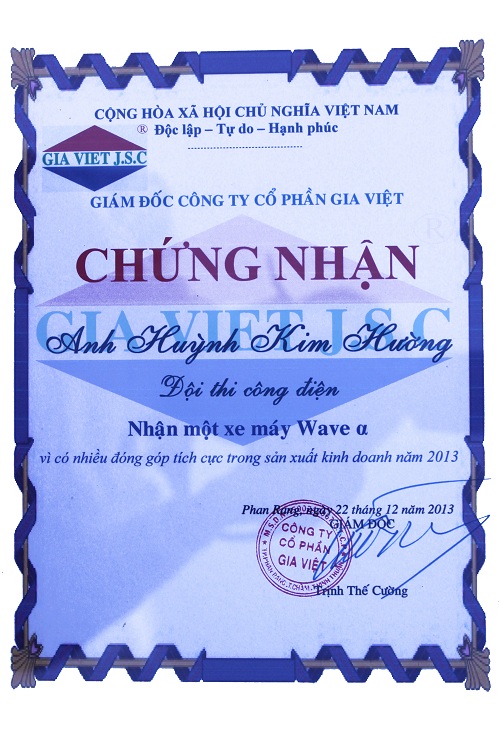 CỘNG HÒA XÃ HỘI CHỦ NGHĨA VIỆT NAM
® Độc lập – Tự do – Hạnh phúc
GIA VIET J.S.C
GIÁM ĐỐC CÔNG TY CỔ PHẦN GIA VIỆT
®
CHỨNG NHẬN
GIA VIET J.S.C
Anh Huỳnh Kim Hường
Đội thi công điện
Nhận một xe máy Wave α
vì có nhiều đóng góp tích cực trong sản xuất kinh doanh năm 2013
Phan Rang, ngày 22 tháng 12 năm 2013
GIÁM ĐỐC
CÔNG TY
CỔ PHẦN
GIA VIỆT
Trịnh Thế Cường